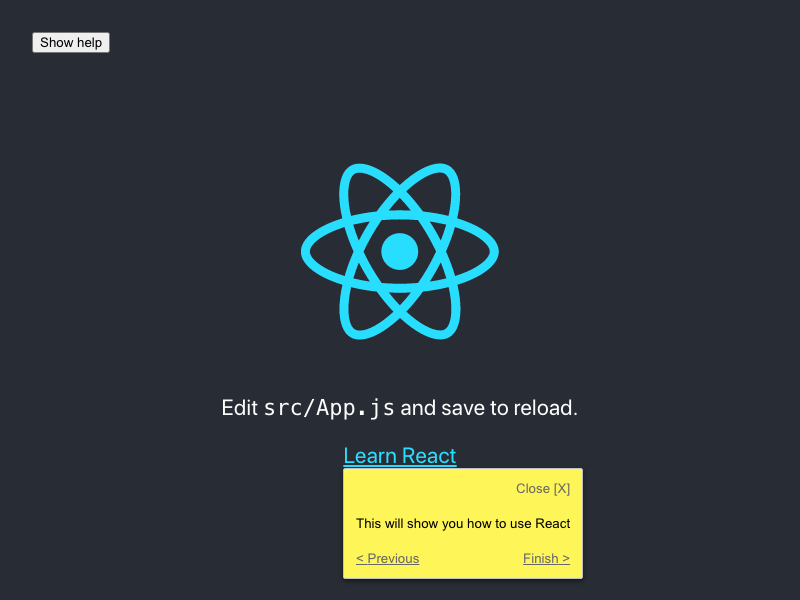 Show help
Edit src/App.js and save to reload.
Learn React
Close [X]
This will show you how to use React
< Previous
Finish >